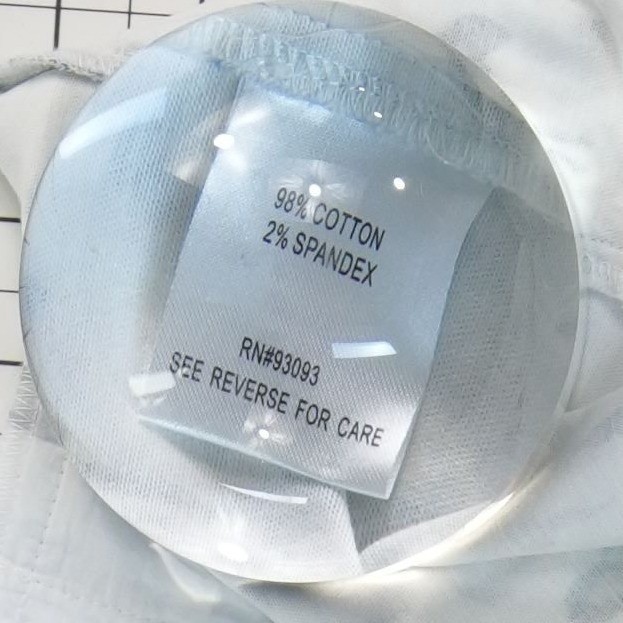 98% COTTON
2% SPANDEX
RN#93093
SEE REVERSE FOR CARE